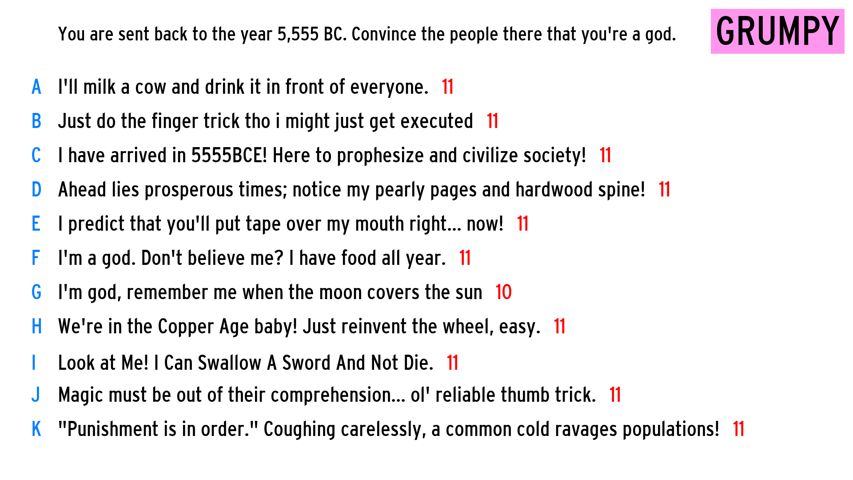 You are sent back to the year 5,555 BC. Convince the people there that you're a god.
GRUMPY
A I'll milk a cow and drink it in front of everyone. 11
B Just do the finger trick tho i might just get executed 11
C I have arrived in 5555BCE! Here to prophesize and civilize society! 11
D Ahead lies prosperous times; notice my pearly pages and hardwood spine! 11
E I predict that you'll put tape over my mouth right... now! 11
F I'm a god. Don't believe me? I have food all year. 11
G I'm god, remember me when the moon covers the sun 10
H We're in the Copper Age baby! Just reinvent the wheel, easy. 11
I Look at Me! I Can Swallow A Sword And Not Die. 11
J Magic must be out of their comprehension... ol' reliable thumb trick. 11
K "Punishment is in order." Coughing carelessly, a common cold ravages populations! 11